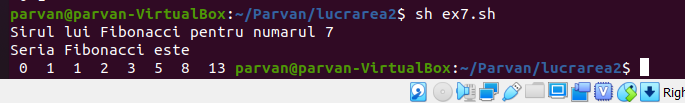 parvan@parvan-VirtualBox:~/Parvan/lucrarea2$ sh ex7.sh
Sirul lui Fibonacci pentru numarul 7
Seria Fibonacci este
0 1 1 2 3 5 8 13 parvan@parvan-VirtualBox:~/Parvan/lucrarea2$
Righ